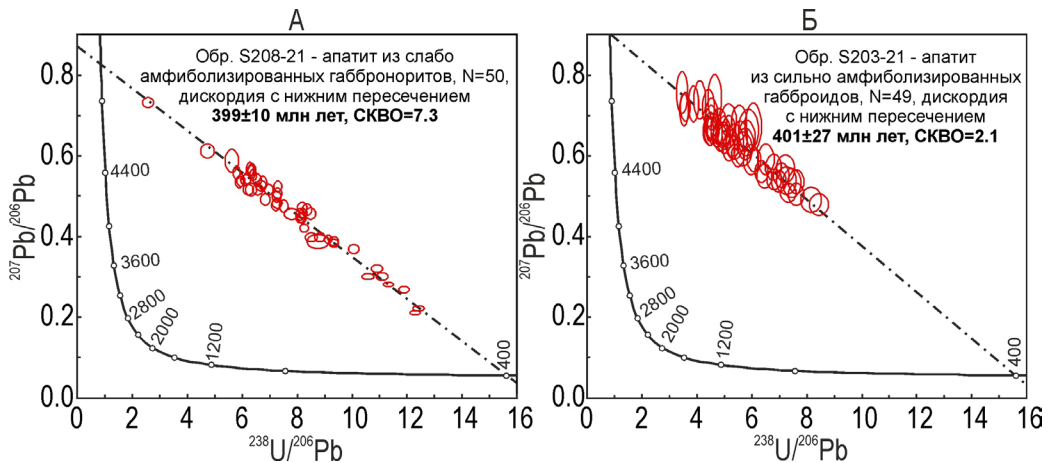 А
Обр. S208-21 - апатит из слабо
амфиболизированных габброноритов, N=50,
дискордия с нижним пересечением
399±10 млн лет, СКВО=7.3
0.8
0.6
0.4
0.2
0.0
4400
3600
2800
2000
1200
400
0 2 4 6 8 10 12 14 16
207Pb/206Pb
238U/206Pb
Б
Обр. S203-21 - апатит
из сильно амфиболизированных
габброидов, N=49, дискордия
с нижним пересечением
401±27 млн лет, СКВО=2.1
0.8
0.6
0.4
0.2
0.0
4400
3600
2800
2000
1200
400
0 2 4 6 8 10 12 14 16
207Pb/206Pb
238U/206Pb